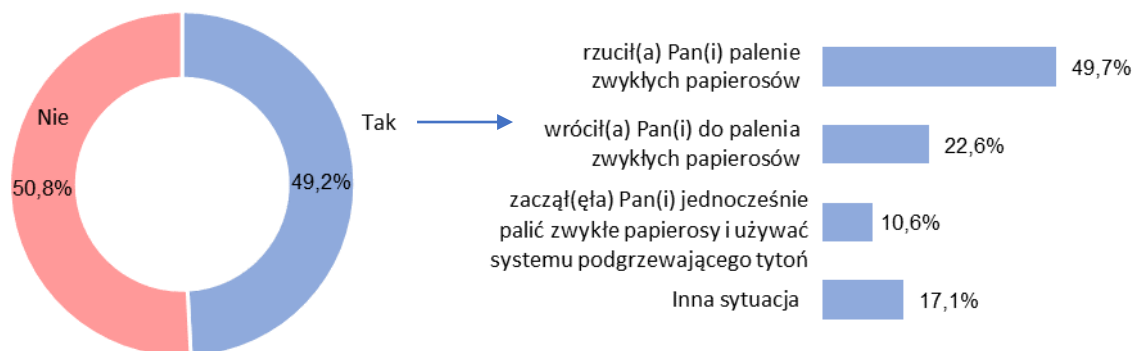 Nie
50,8%
Tak
49,2%
rzucił(a) Pan(i) palenie
zwykłych papierosów
49,7%
wrócił(a) Pan(i) do palenia
zwykłych papierosów
22,6%
zaczął(ęła) Pan(i) jednocześnie
palić zwykłe papierosy i używać
systemu podgrzewającego tytoń
10,6%
Inna sytuacja
17,1%